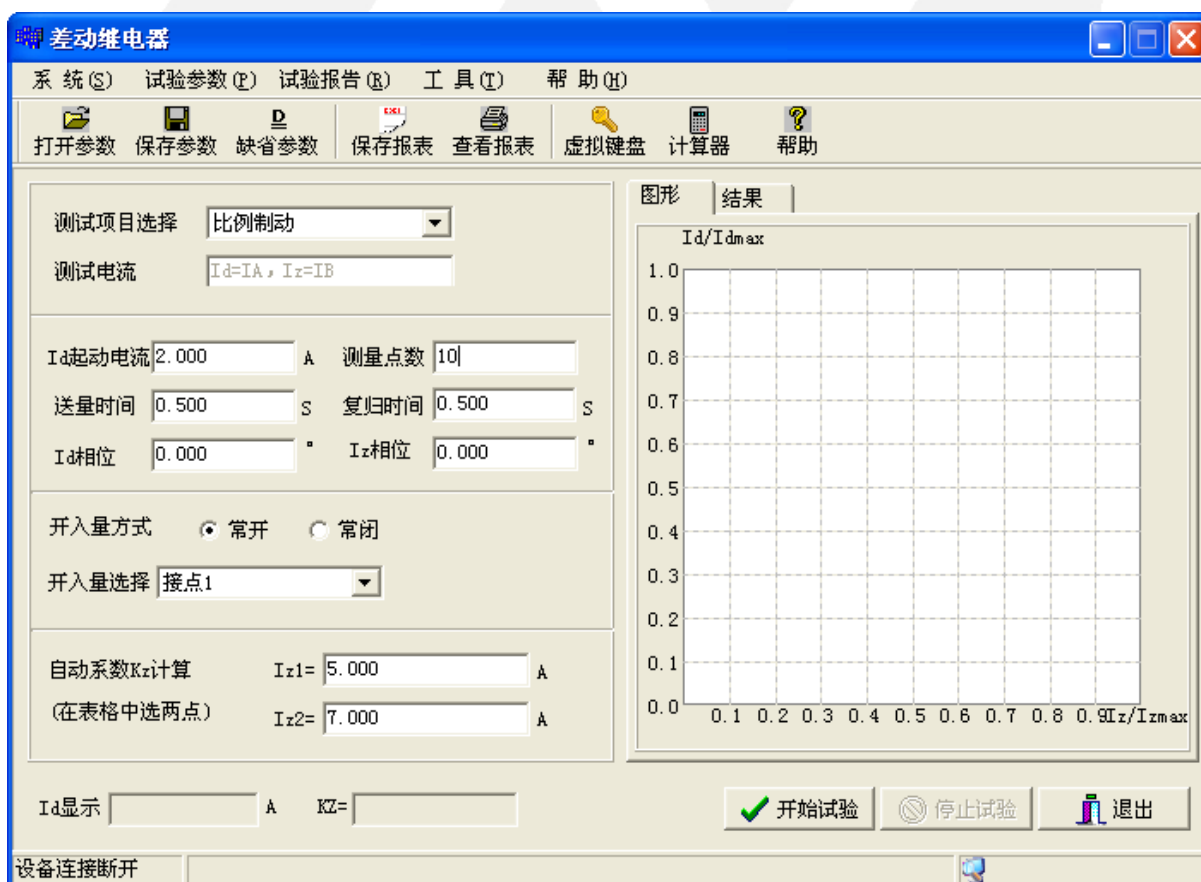 差动继电器
系 统(S) 试验参数(P) 试验报告(R) 工 具(T) 帮 助(H)
打开参数 保存参数 缺省参数 保存报表 查看报表 虚拟键盘 计算器 帮助
测试项目选择 比例制动
测试电流 Id=IA，Iz=IB
Id起动电流 2.000 A 测量点数 10
送量时间 0.500 S 复归时间 0.500 S
Id相位 0.000 ° Iz相位 0.000 °
开入量方式 常开 常闭
开入量选择 接点1
自动系数Kz计算 Iz1= 5.000 A
(在表格中选两点) Iz2= 7.000 A
图形 结果
Id/Idmax
1.0
0.9
0.8
0.7
0.6
0.5
0.4
0.3
0.2
0.1
0.0
0.1 0.2 0.3 0.4 0.5 0.6 0.7 0.8 0.9Iz/Izmax
Id显示 A KZ=
开始试验 停止试验 退出
设备连接断开